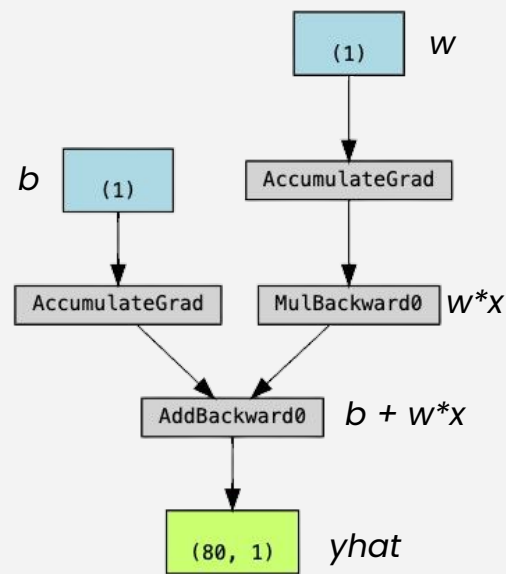 (1)
w
AccumulateGrad
b
(1)
AccumulateGrad
MulBackward0
w*x
AddBackward0
b + w*x
(80, 1)
yhat